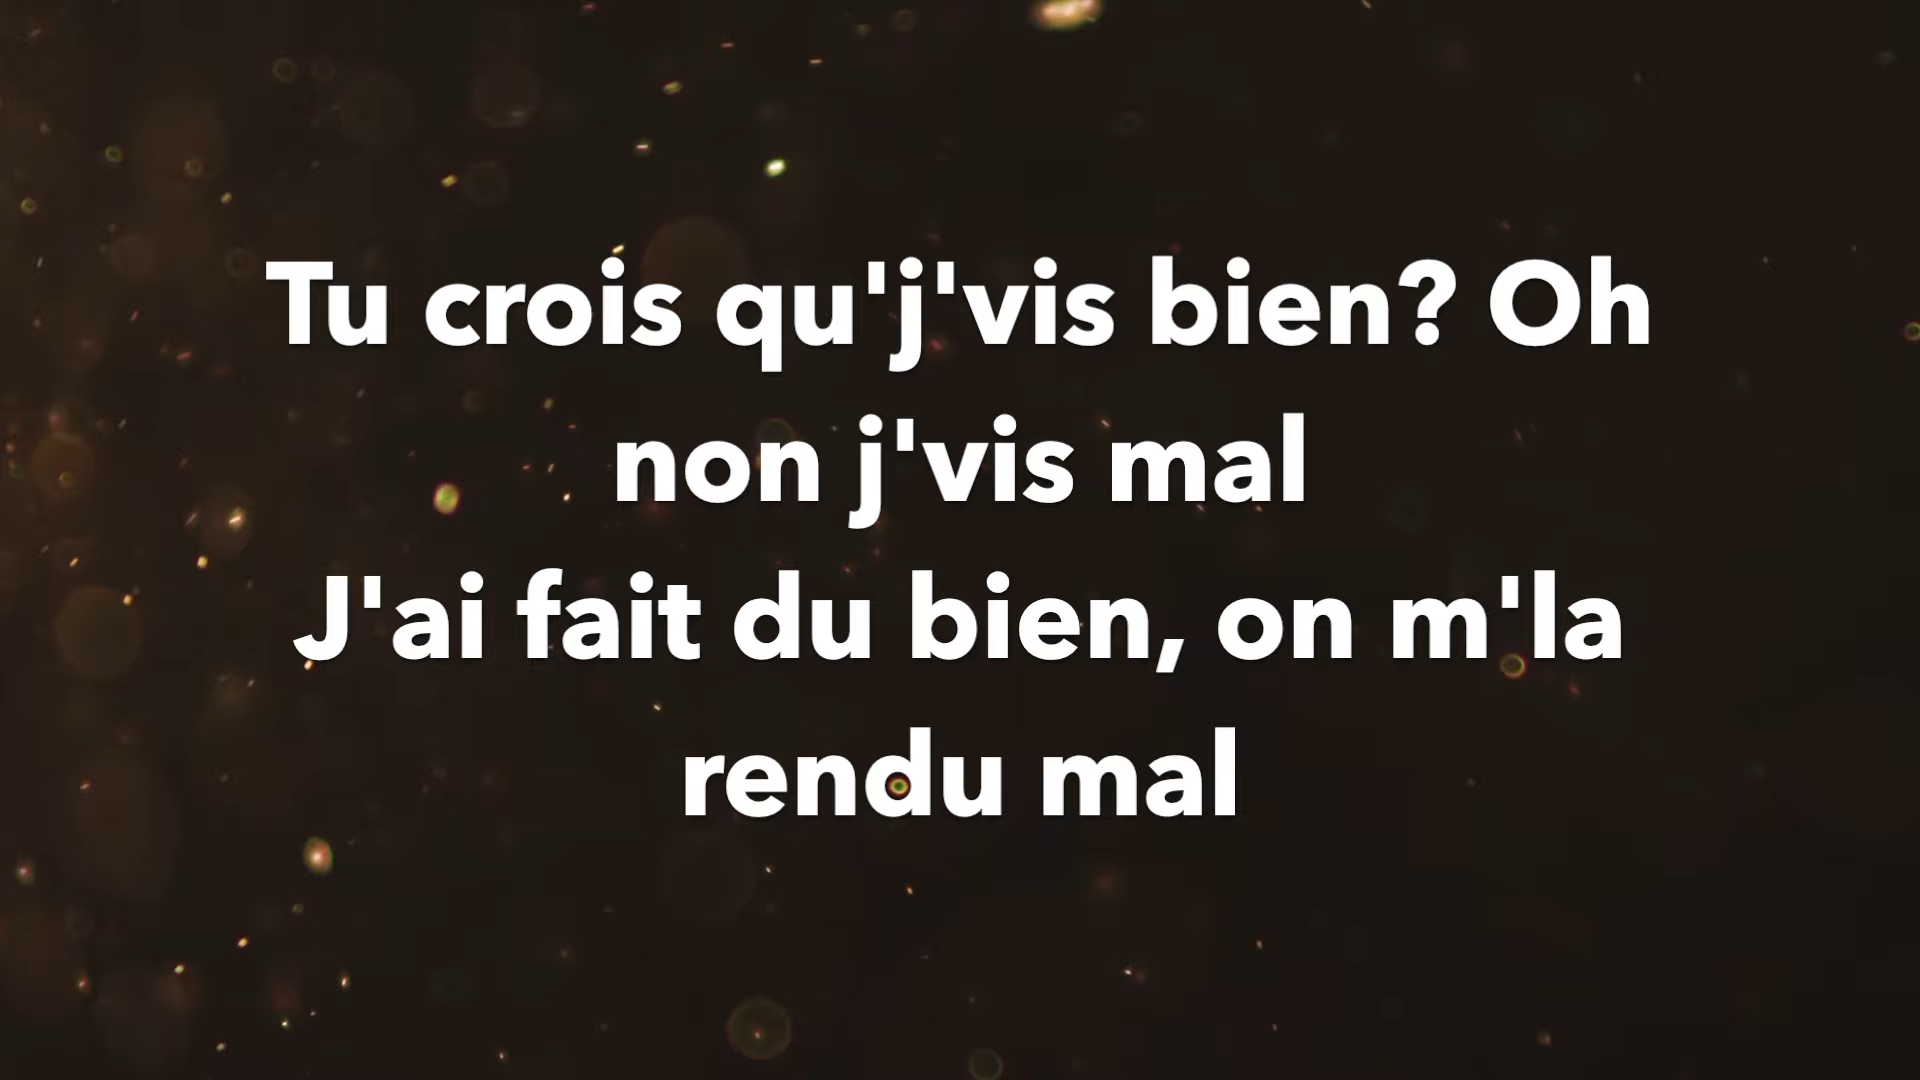 Tu crois qu'j'vis bien? Oh
non j'vis mal
J'ai fait du bien, on m'la
rendu mal